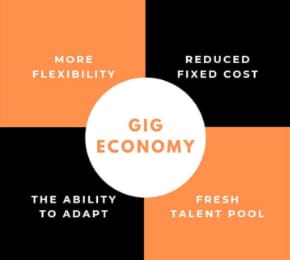 MORE
FLEXIBILITY
REDUCED
FIXED COST
GIG
ECONOMY
THE ABILITY
TO ADAPT
FRESH
TALENT POOL